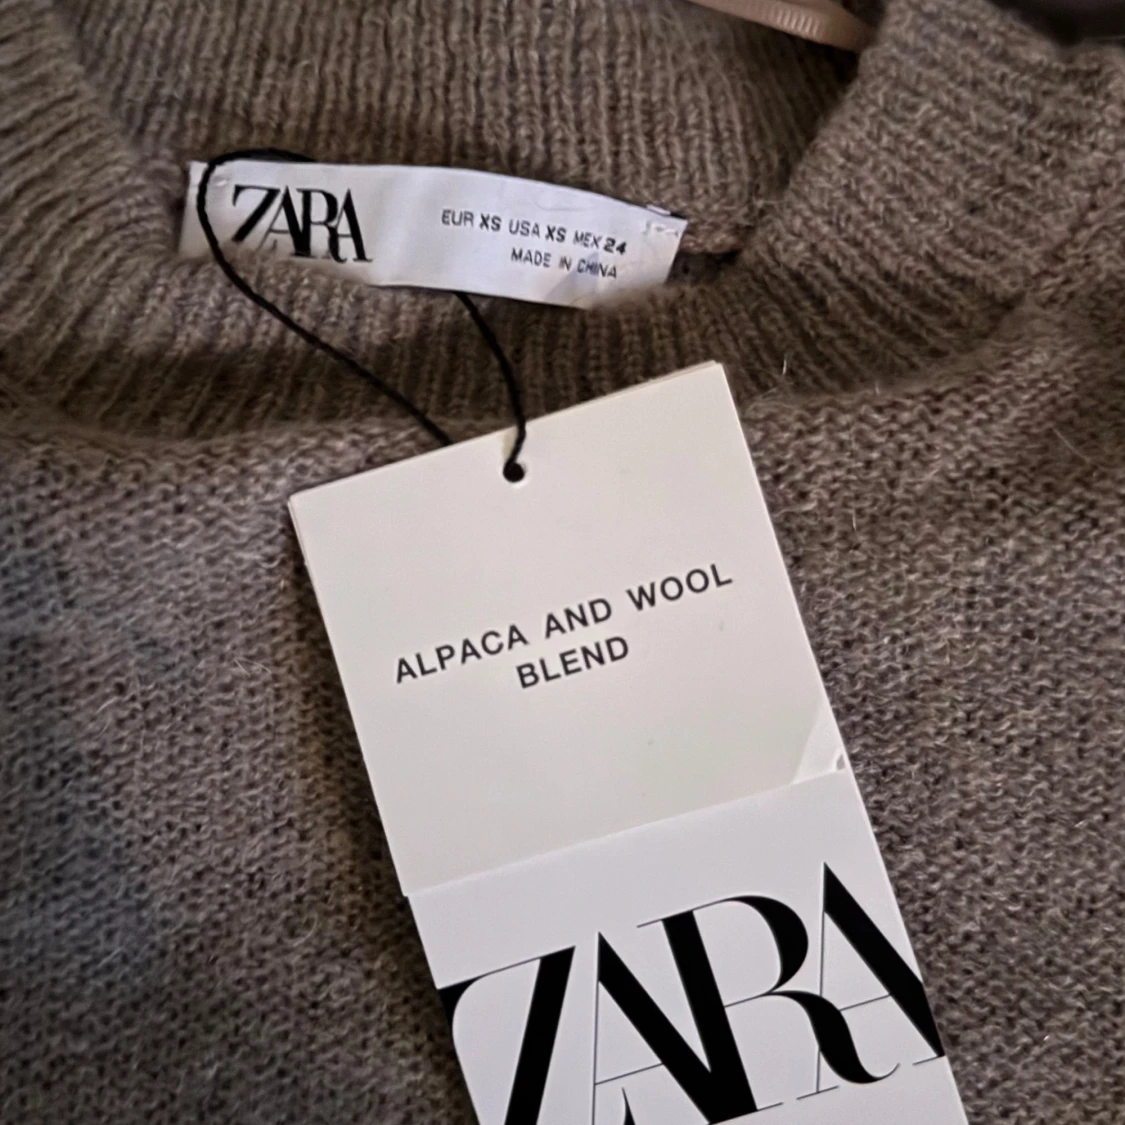 ZARA
EUR XS USA XS MEX 24
MADE IN CHINA
ALPACA AND WOOL
BLEND
ZARA